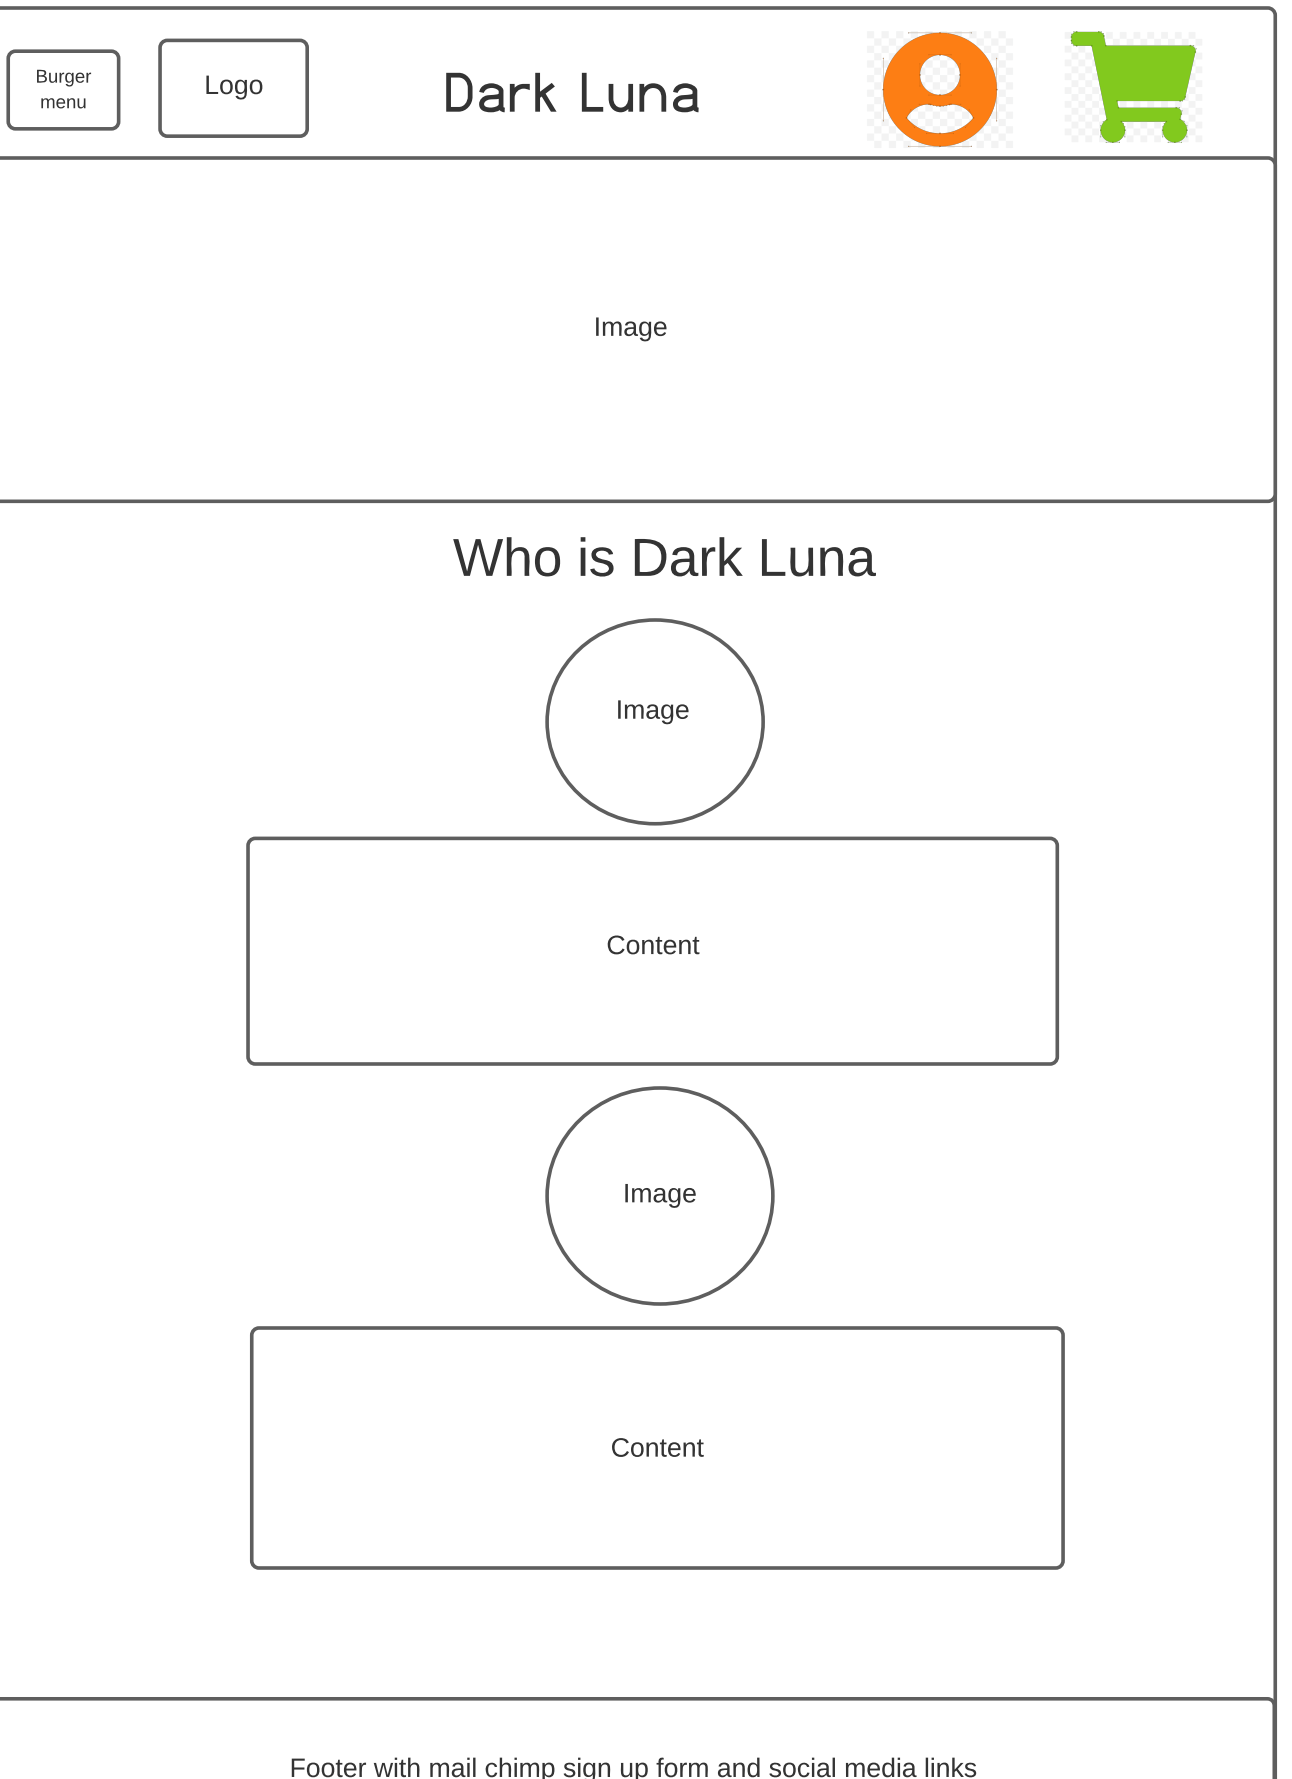 Burger
menu
Logo
Dark Luna
Image
Who is Dark Luna
Image
Content
Image
Content
Footer with mail chimp sign up form and social media links